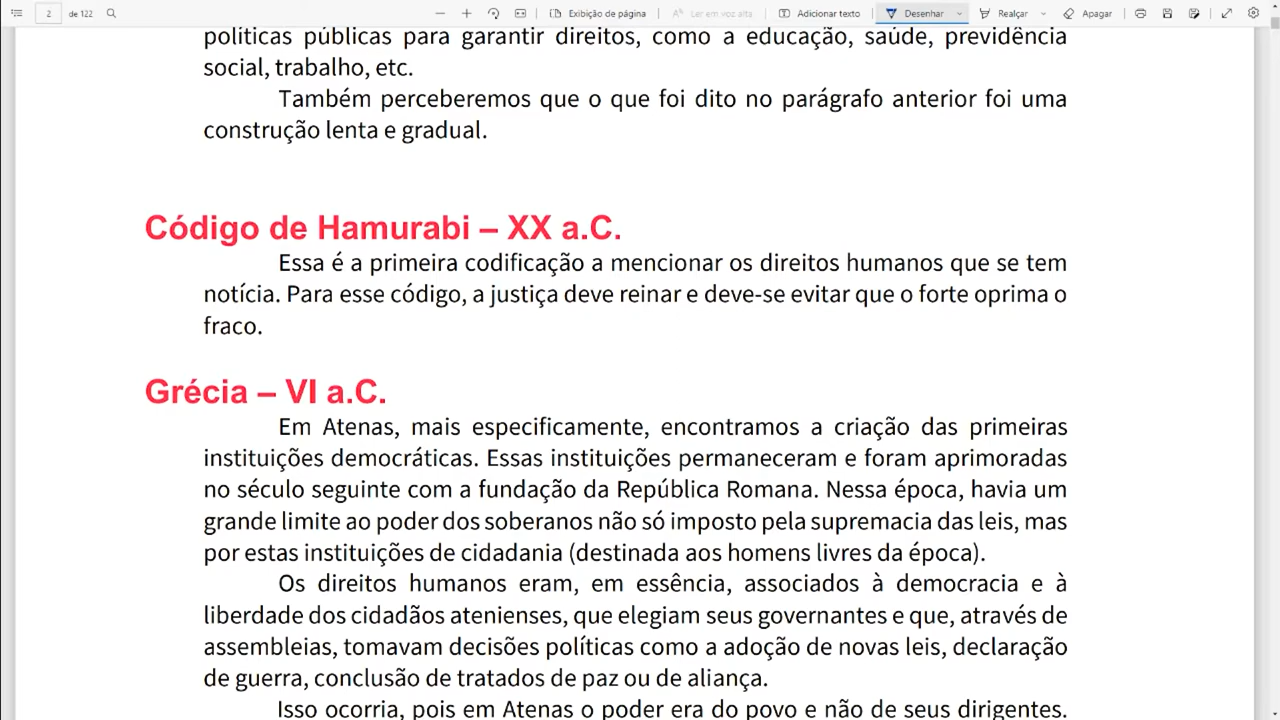 2 de 122 Exibição de página Ler em voz alta Adicionar texto Desenhar Realçar Apagar
políticas públicas para garantir direitos, como a educação, saúde, previdência
social, trabalho, etc.
Também perceberemos que o que foi dito no parágrafo anterior foi uma
construção lenta e gradual.
Código de Hamurabi – XX a.C.
Essa é a primeira codificação a mencionar os direitos humanos que se tem
notícia. Para esse código, a justiça deve reinar e deve-se evitar que o forte oprima o
fraco.
Grécia – VI a.C.
Em Atenas, mais especificamente, encontramos a criação das primeiras
instituições democráticas. Essas instituições permaneceram e foram aprimoradas
no século seguinte com a fundação da República Romana. Nessa época, havia um
grande limite ao poder dos soberanos não só imposto pela supremacia das leis, mas
por estas instituições de cidadania (destinada aos homens livres da época).
Os direitos humanos eram, em essência, associados à democracia e à
liberdade dos cidadãos atenienses, que elegiam seus governantes e que, através de
assembleias, tomavam decisões políticas como a adoção de novas leis, declaração
de guerra, conclusão de tratados de paz ou de aliança.
Isso ocorria, pois em Atenas o poder era do povo e não de seus dirigentes.